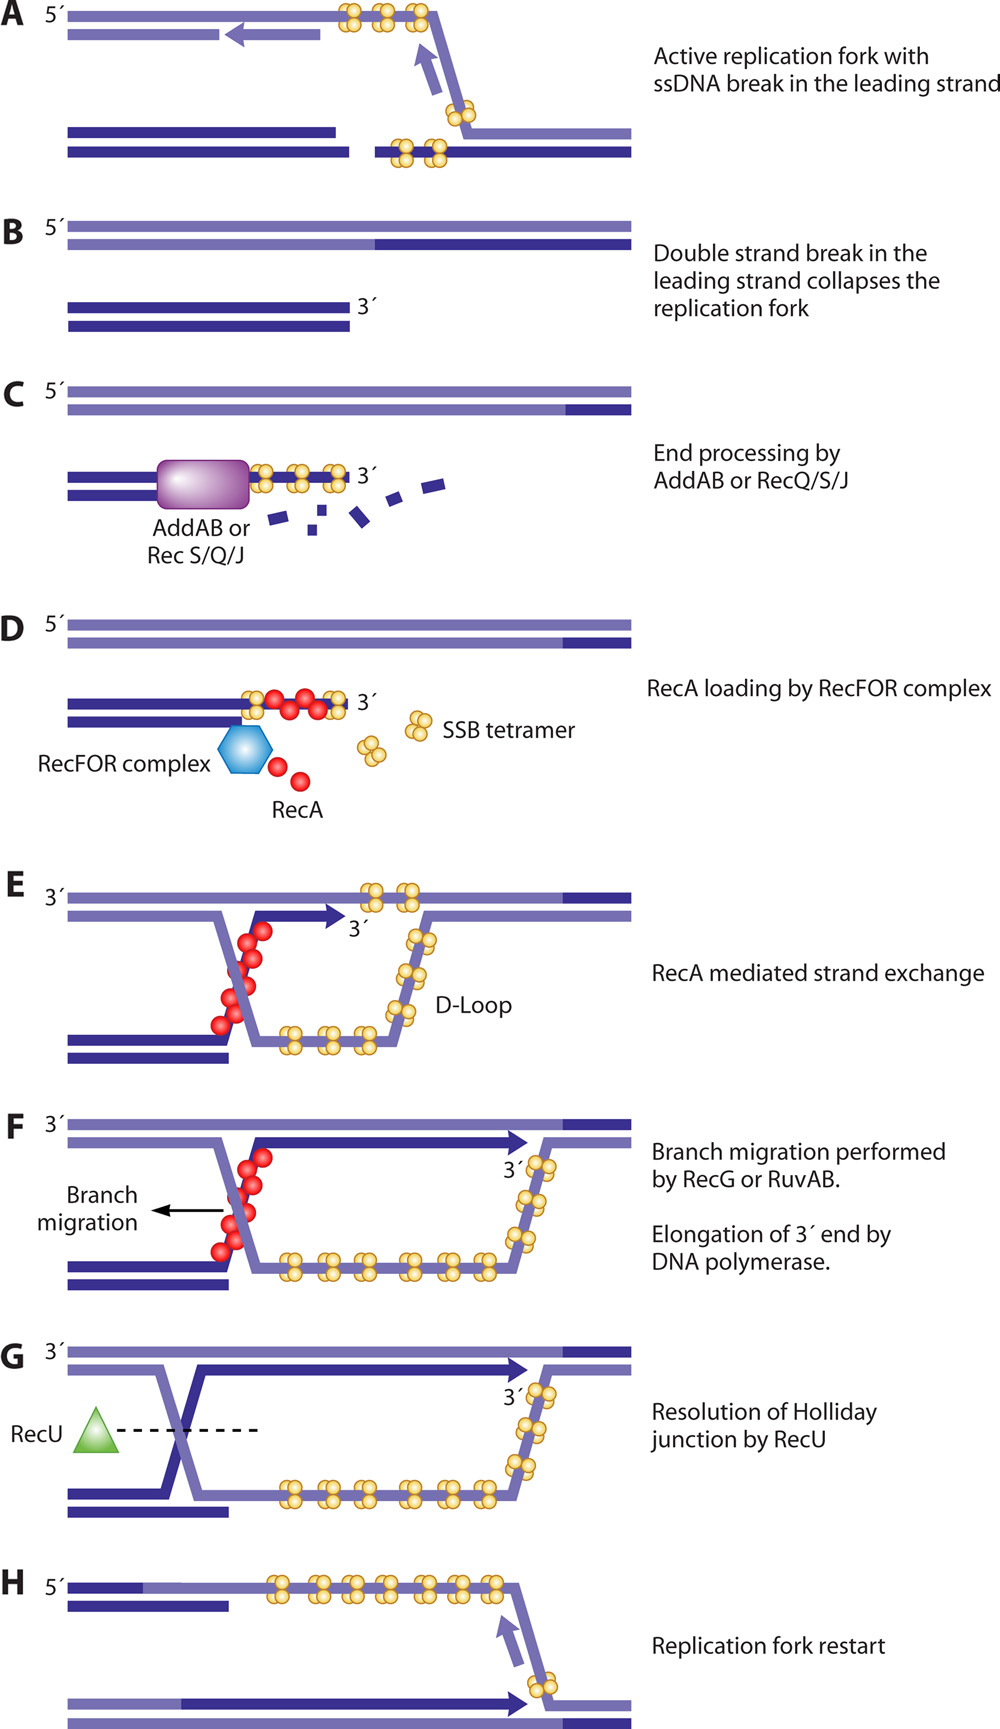 A
5´
Active replication fork with
ssDNA break in the leading strand
B
5´
Double strand break in the
leading strand collapses the
replication fork
3´
C
5´
End processing by
AddAB or RecQ/S/J
3´
AddAB or
Rec S/Q/J
D
5´
RecA loading by RecFOR complex
3´
SSB tetramer
RecFOR complex
RecA
E
3´
3´
RecA mediated strand exchange
D-Loop
F
3´
Branch migration performed
by RecG or RuvAB.
3´
Branch
migration
Elongation of 3´ end by
DNA polymerase.
G
3´
3´
Resolution of Holliday
junction by RecU
RecU
H
5´
Replication fork restart